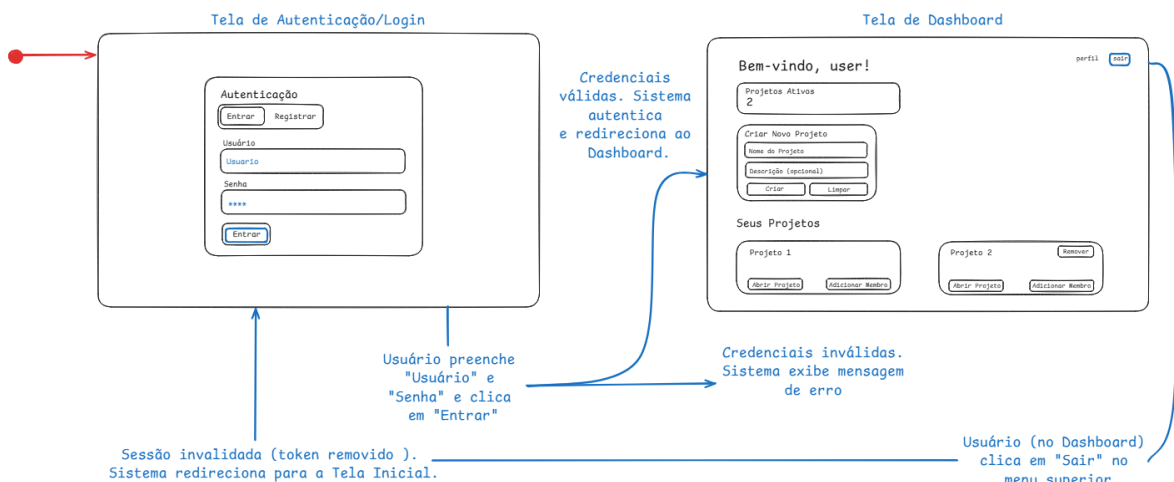 Tela de Autenticação/Login
Autenticação
Entrar
Registrar
Usuário
Usuario
Senha
****
Entrar
Credenciais
válidas. Sistema
autentica
e redireciona ao
Dashboard.
Tela de Dashboard
perfil
sair
Bem-vindo, user!
Projetos Ativos
2
Criar Novo Projeto
Nome do Projeto
Descrição (opcional)
Criar
Limpar
Seus Projetos
Projeto 1
Abrir Projeto
Adicionar Membro
Projeto 2
Remover
Abrir Projeto
Adicionar Membro
Usuário preenche
"Usuário" e
"Senha" e clica
em "Entrar"
Credenciais inválidas.
Sistema exibe mensagem
de erro
Sessão invalidada (token removido ).
Sistema redireciona para a Tela Inicial.
Usuário (no Dashboard)
clica em "Sair" no
menu superior